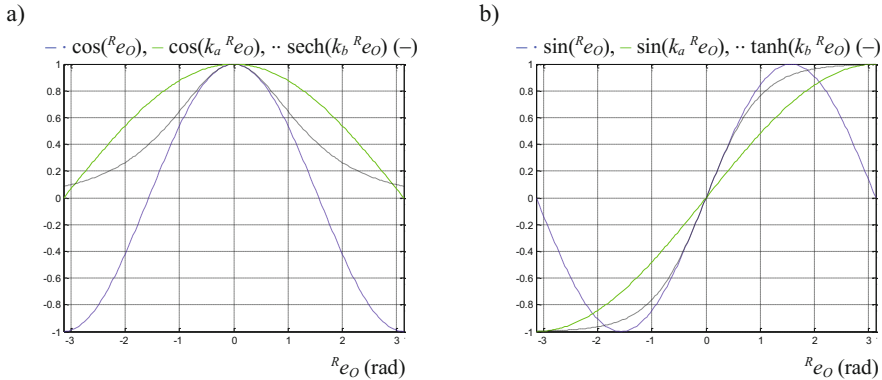 a)
– · cos(ᴿe_O), – cos(k_a ᴿe_O), ·· sech(k_b ᴿe_O) (–)
1
0.8
0.6
0.4
0.2
0
-0.2
-0.4
-0.6
-0.8
-1
-3 -2 -1 0 1 2 3
ᴿe_O (rad)
b)
– · sin(ᴿe_O), – sin(k_a ᴿe_O), ·· tanh(k_b ᴿe_O) (–)
1
0.8
0.6
0.4
0.2
0
-0.2
-0.4
-0.6
-0.8
-1
-3 -2 -1 0 1 2 3
ᴿe_O (rad)